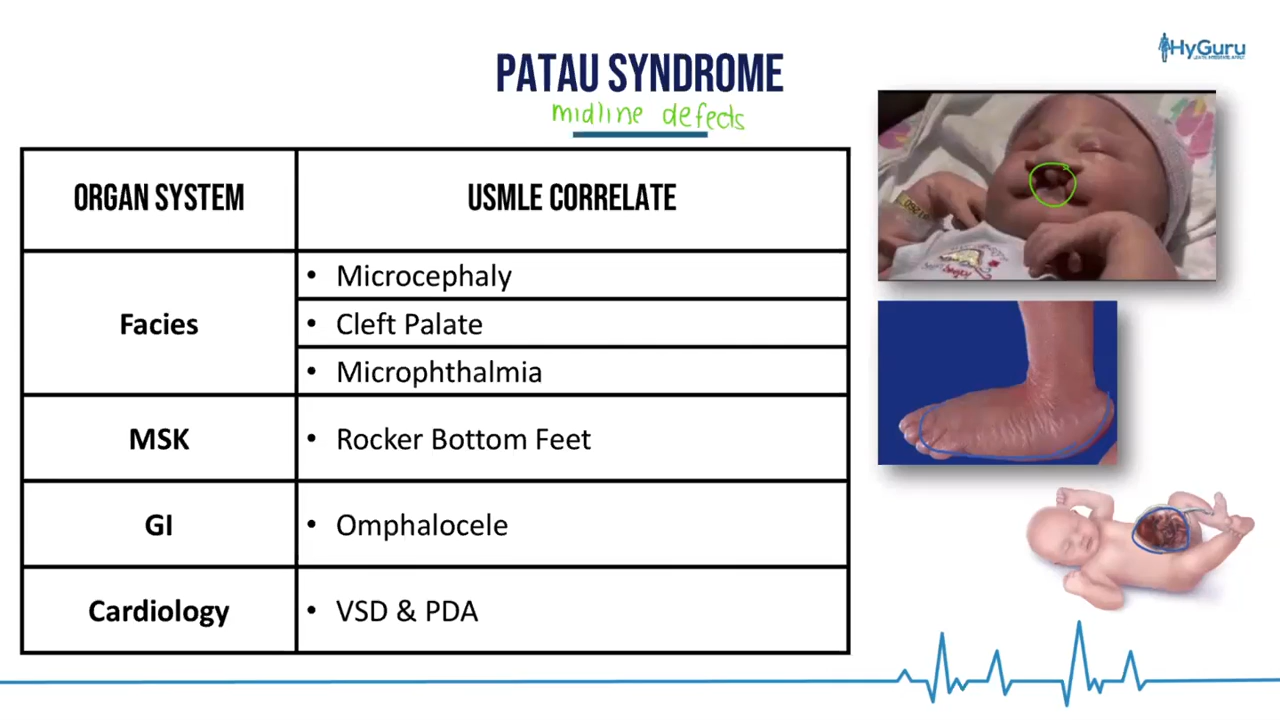 HyGuru
PATAU SYNDROME
midline defects
ORGAN SYSTEM
USMLE CORRELATE
Facies
• Microcephaly
• Cleft Palate
• Microphthalmia
MSK
• Rocker Bottom Feet
GI
• Omphalocele
Cardiology
• VSD & PDA